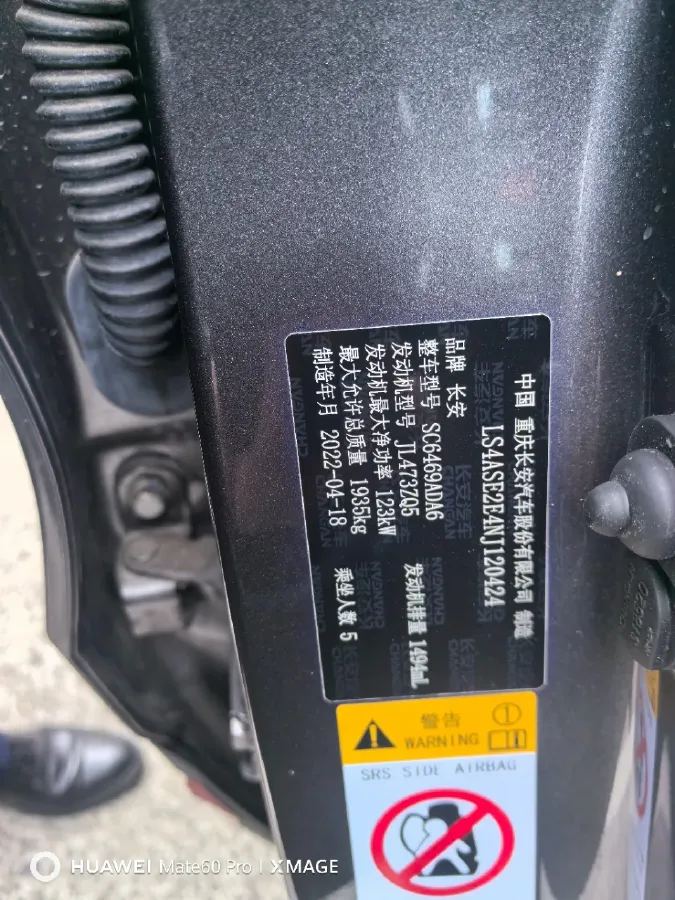 中国 重庆长安汽车股份有限公司 制造
LS4ASE2E4NJ120424
品牌 长安
整车型号 SC6469ADA6
发动机型号 JL473ZQ5 发动机排量 1494mL
发动机最大净功率 123kW
最大允许总质量 1935kg 乘坐人数 5
制造年月 2022-04-18
警告
WARNING
SRS SIDE AIRBAG
HUAWEI Mate60 Pro | XMAGE